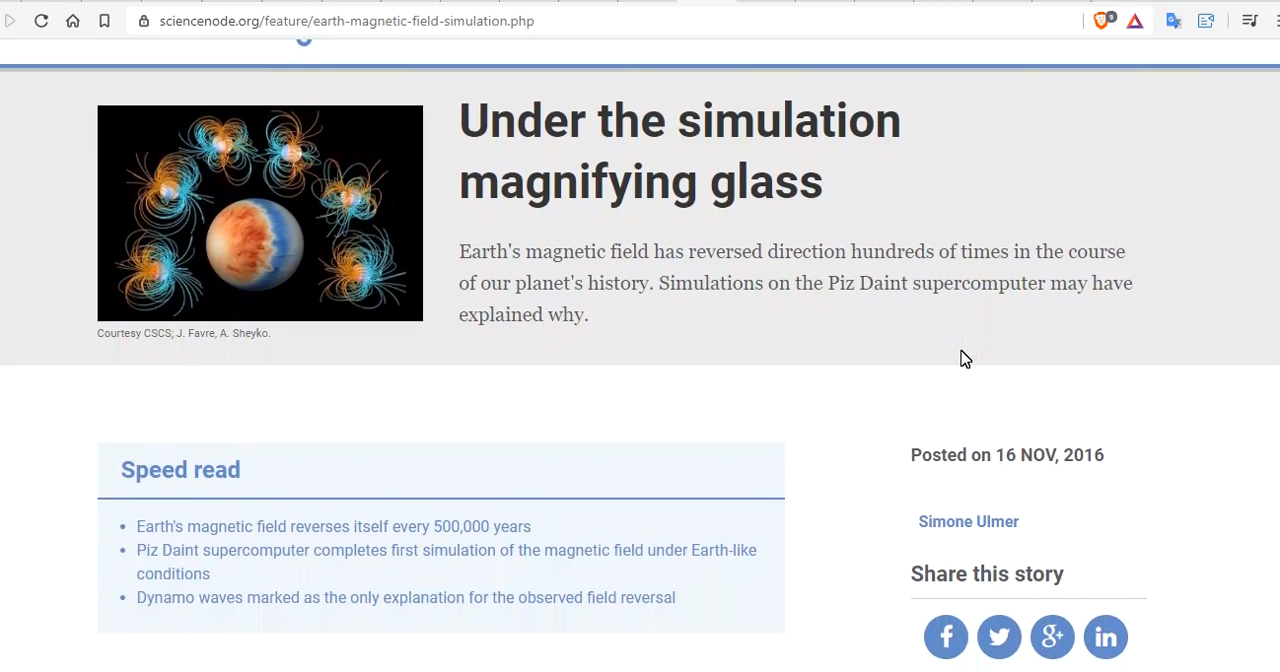 sciencenode.org/feature/earth-magnetic-field-simulation.php
Under the simulation
magnifying glass
Earth's magnetic field has reversed direction hundreds of times in the course
of our planet's history. Simulations on the Piz Daint supercomputer may have
explained why.
Courtesy CSCS; J. Favre, A. Sheyko.
Speed read
• Earth's magnetic field reverses itself every 500,000 years
• Piz Daint supercomputer completes first simulation of the magnetic field under Earth-like
conditions
• Dynamo waves marked as the only explanation for the observed field reversal
Posted on 16 NOV, 2016
Simone Ulmer
Share this story